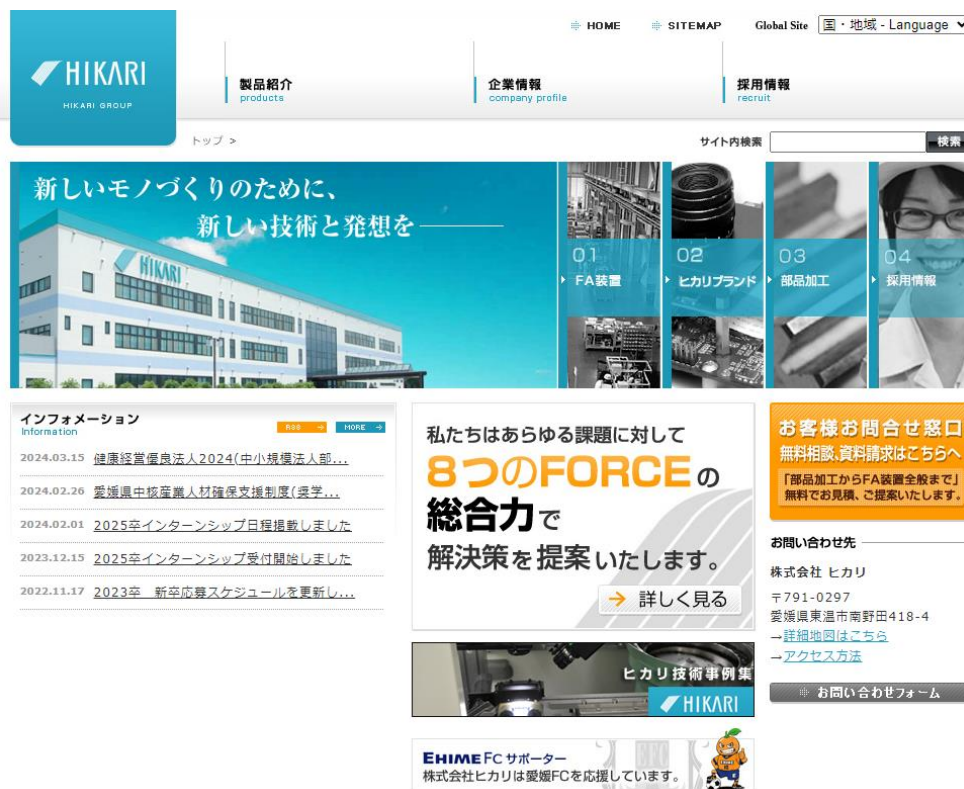 HIKARI
HIKARI GROUP
HOME
SITEMAP
Global Site
国・地域 - Language
製品紹介
products
企業情報
company profile
採用情報
recruit
トップ >
サイト内検索
検索
新しいモノづくりのために、
新しい技術と発想を
HIKARI
01
FA装置
02
ヒカリブランド
03
部品加工
04
採用情報
インフォメーション
Information
RSS
MORE
2024.03.15 健康経営優良法人2024(中小規模法人部...
2024.02.26 愛媛県中核産業人材確保支援制度(奨学...
2024.02.01 2025卒インターンシップ日程掲載しました
2023.12.15 2025卒インターンシップ受付開始しました
2022.11.17 2023卒 新卒応募スケジュールを更新し...
私たちはあらゆる課題に対して
8つのFORCEの
総合力で
解決策を提案いたします。
→ 詳しく見る
ヒカリ技術事例集
HIKARI
EHIME FC サポーター
株式会社ヒカリは愛媛FCを応援しています。
お客様お問合せ窓口
無料相談、資料請求はこちらへ
「部品加工からFA装置全般まで」
無料でお見積、ご提案いたします。
お問い合わせ先
株式会社 ヒカリ
〒791-0297
愛媛県東温市南野田418-4
→詳細地図はこちら
→アクセス方法
お問い合わせフォーム